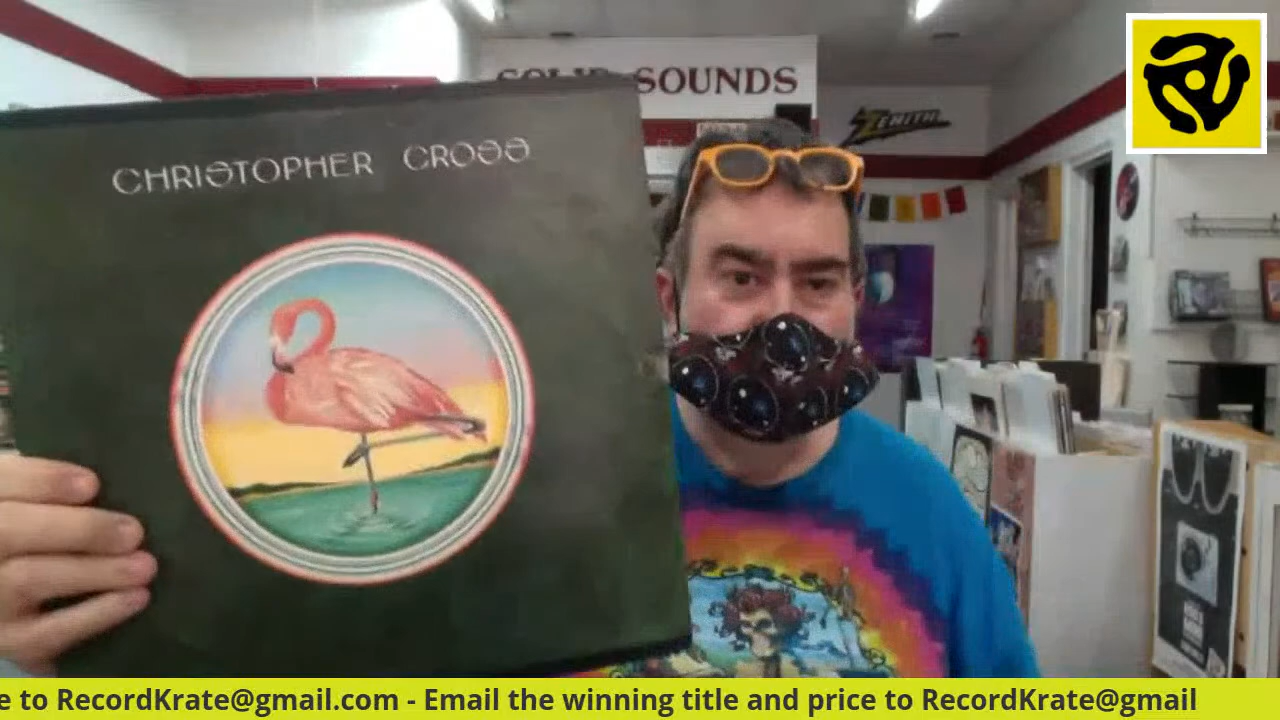 SOLID SOUNDS
ZENITH
CHRISTOPHER CROSS
e to RecordKrate@gmail.com - Email the winning title and price to RecordKrate@gmail